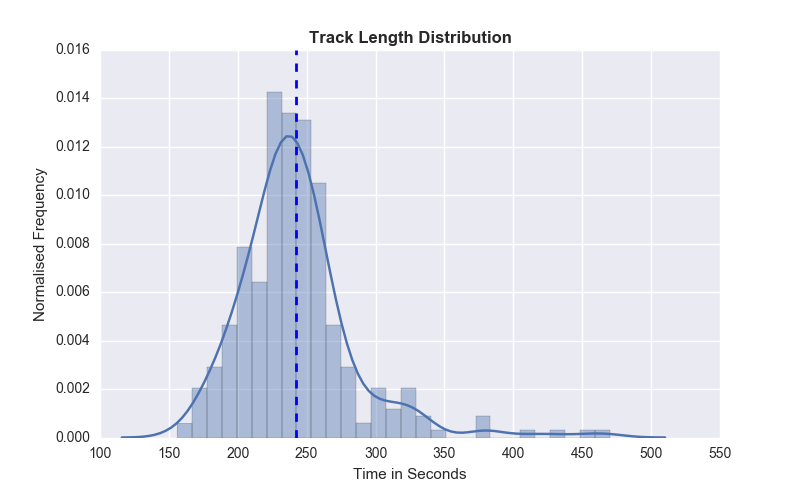 Track Length Distribution
0.016
0.014
0.012
0.010
0.008
0.006
0.004
0.002
0.000
Normalised Frequency
100 150 200 250 300 350 400 450 500 550
Time in Seconds